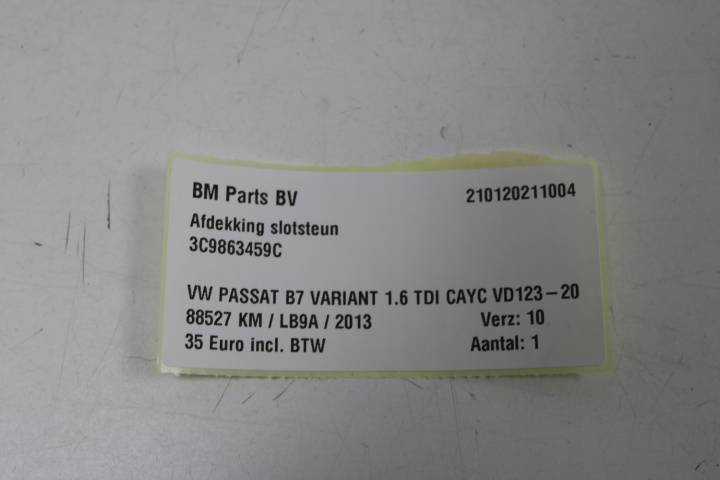 BM Parts BV 210120211004
Afdekking slotsteun
3C9863459C
VW PASSAT B7 VARIANT 1.6 TDI CAYC VD123-20
88527 KM / LB9A / 2013 Verz: 10
35 Euro incl. BTW Aantal: 1